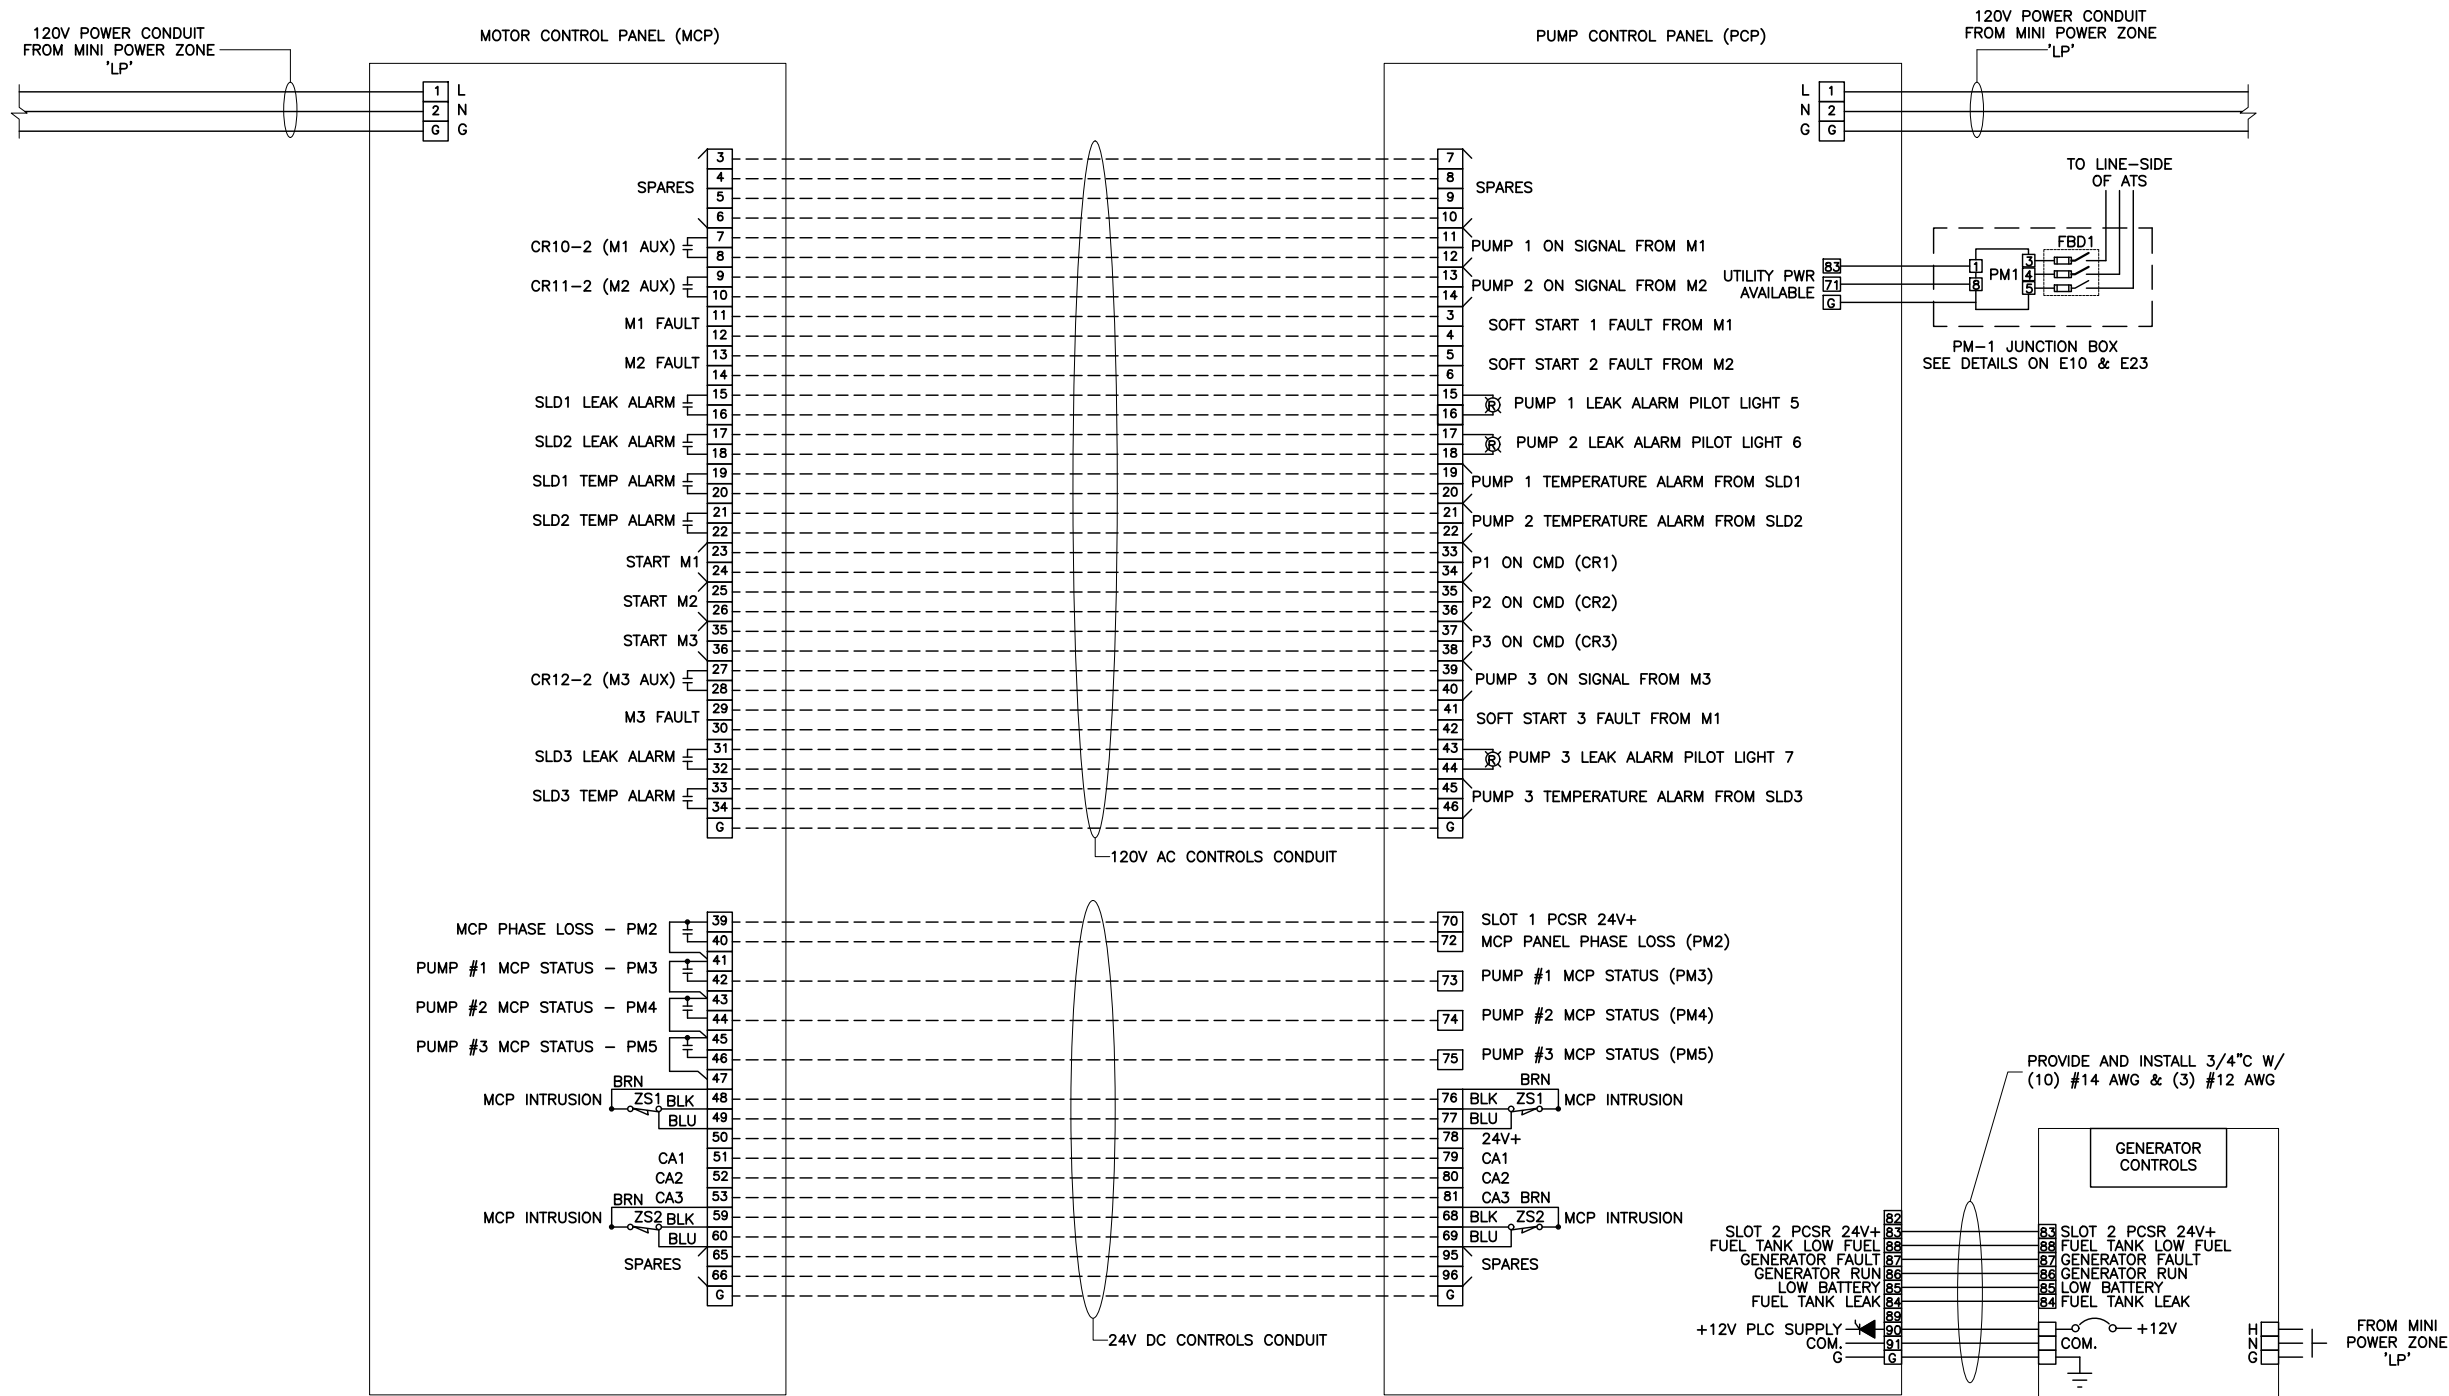 120V POWER CONDUIT
FROM MINI POWER ZONE
'LP'
MOTOR CONTROL PANEL (MCP)
PUMP CONTROL PANEL (PCP)
120V POWER CONDUIT
FROM MINI POWER ZONE
'LP'
1 L
2 N
G G
L 1
N 2
G G
TO LINE-SIDE
OF ATS
FBD1
PM1
1
8
3
4
5
UTILITY PWR
AVAILABLE
83
71
G
PM-1 JUNCTION BOX
SEE DETAILS ON E10 & E23
SPARES
3
4
5
6
7
8
9
10
SPARES
CR10-2 (M1 AUX)
7
8
11
12
PUMP 1 ON SIGNAL FROM M1
CR11-2 (M2 AUX)
9
10
13
14
PUMP 2 ON SIGNAL FROM M2
M1 FAULT
11
12
3
4
SOFT START 1 FAULT FROM M1
M2 FAULT
13
14
5
6
SOFT START 2 FAULT FROM M2
SLD1 LEAK ALARM
15
16
15
16
R PUMP 1 LEAK ALARM PILOT LIGHT 5
SLD2 LEAK ALARM
17
18
17
18
R PUMP 2 LEAK ALARM PILOT LIGHT 6
SLD1 TEMP ALARM
19
20
19
20
PUMP 1 TEMPERATURE ALARM FROM SLD1
SLD2 TEMP ALARM
21
22
21
22
PUMP 2 TEMPERATURE ALARM FROM SLD2
START M1
23
24
33
34
P1 ON CMD (CR1)
START M2
25
26
35
36
P2 ON CMD (CR2)
START M3
35
36
37
38
P3 ON CMD (CR3)
CR12-2 (M3 AUX)
27
28
39
40
PUMP 3 ON SIGNAL FROM M3
M3 FAULT
29
30
41
42
SOFT START 3 FAULT FROM M1
SLD3 LEAK ALARM
31
32
43
44
R PUMP 3 LEAK ALARM PILOT LIGHT 7
SLD3 TEMP ALARM
33
34
45
46
PUMP 3 TEMPERATURE ALARM FROM SLD3
G
G
120V AC CONTROLS CONDUIT
MCP PHASE LOSS - PM2
39
40
70 SLOT 1 PCSR 24V+
72 MCP PANEL PHASE LOSS (PM2)
PUMP #1 MCP STATUS - PM3
41
42
73 PUMP #1 MCP STATUS (PM3)
PUMP #2 MCP STATUS - PM4
43
44
74 PUMP #2 MCP STATUS (PM4)
PUMP #3 MCP STATUS - PM5
45
46
75 PUMP #3 MCP STATUS (PM5)
47
BRN
MCP INTRUSION ZS1 BLK 48
BLU 49
BRN
76 BLK ZS1 MCP INTRUSION
77 BLU
50
78 24V+
CA1 51
79 CA1
CA2 52
80 CA2
BRN CA3 53
81 CA3 BRN
MCP INTRUSION ZS2 BLK 59
BLU 60
68 BLK ZS2 MCP INTRUSION
69 BLU
SPARES
65
66
95
96
SPARES
G
G
24V DC CONTROLS CONDUIT
PROVIDE AND INSTALL 3/4"C W/
(10) #14 AWG & (3) #12 AWG
GENERATOR
CONTROLS
82
SLOT 2 PCSR 24V+ 83
83 SLOT 2 PCSR 24V+
FUEL TANK LOW FUEL 88
88 FUEL TANK LOW FUEL
GENERATOR FAULT 87
87 GENERATOR FAULT
GENERATOR RUN 86
86 GENERATOR RUN
LOW BATTERY 85
85 LOW BATTERY
FUEL TANK LEAK 84
84 FUEL TANK LEAK
89
+12V PLC SUPPLY 90
+12V
COM. 91
COM.
G G
H
N
G
FROM MINI
POWER ZONE
'LP'